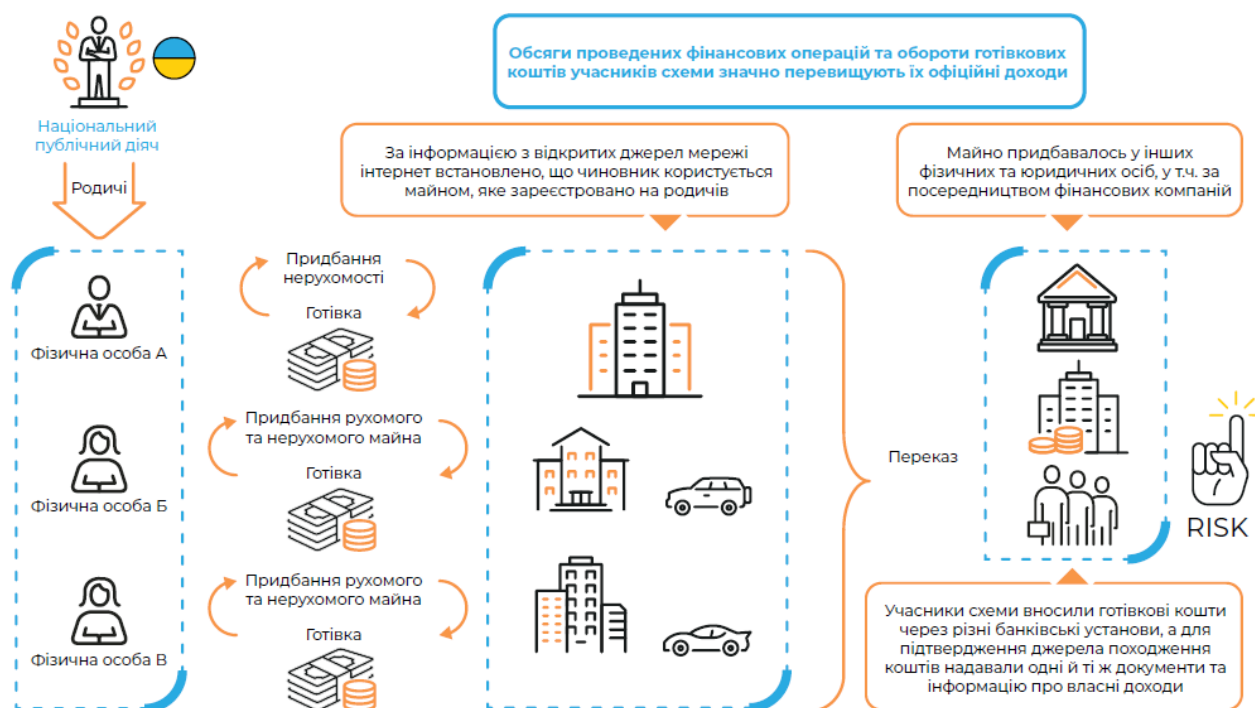 Обсяги проведених фінансових операцій та обороти готівкових
коштів учасників схеми значно перевищують їх офіційні доходи
Національний
публічний діяч
Родичі
За інформацією з відкритих джерел мережі
інтернет встановлено, що чиновник користується
майном, яке зареєстровано на родичів
Майно придбавалось у інших
фізичних та юридичних осіб, у т.ч. за
посередництвом фінансових компаній
Фізична особа А
Придбання
нерухомості
Готівка
Фізична особа Б
Придбання рухомого
та нерухомого майна
Готівка
Фізична особа В
Придбання рухомого
та нерухомого майна
Готівка
Переказ
RISK
Учасники схеми вносили готівкові кошти
через різні банківські установи, а для
підтвердження джерела походження
коштів надавали одні й ті ж документи та
інформацію про власні доходи